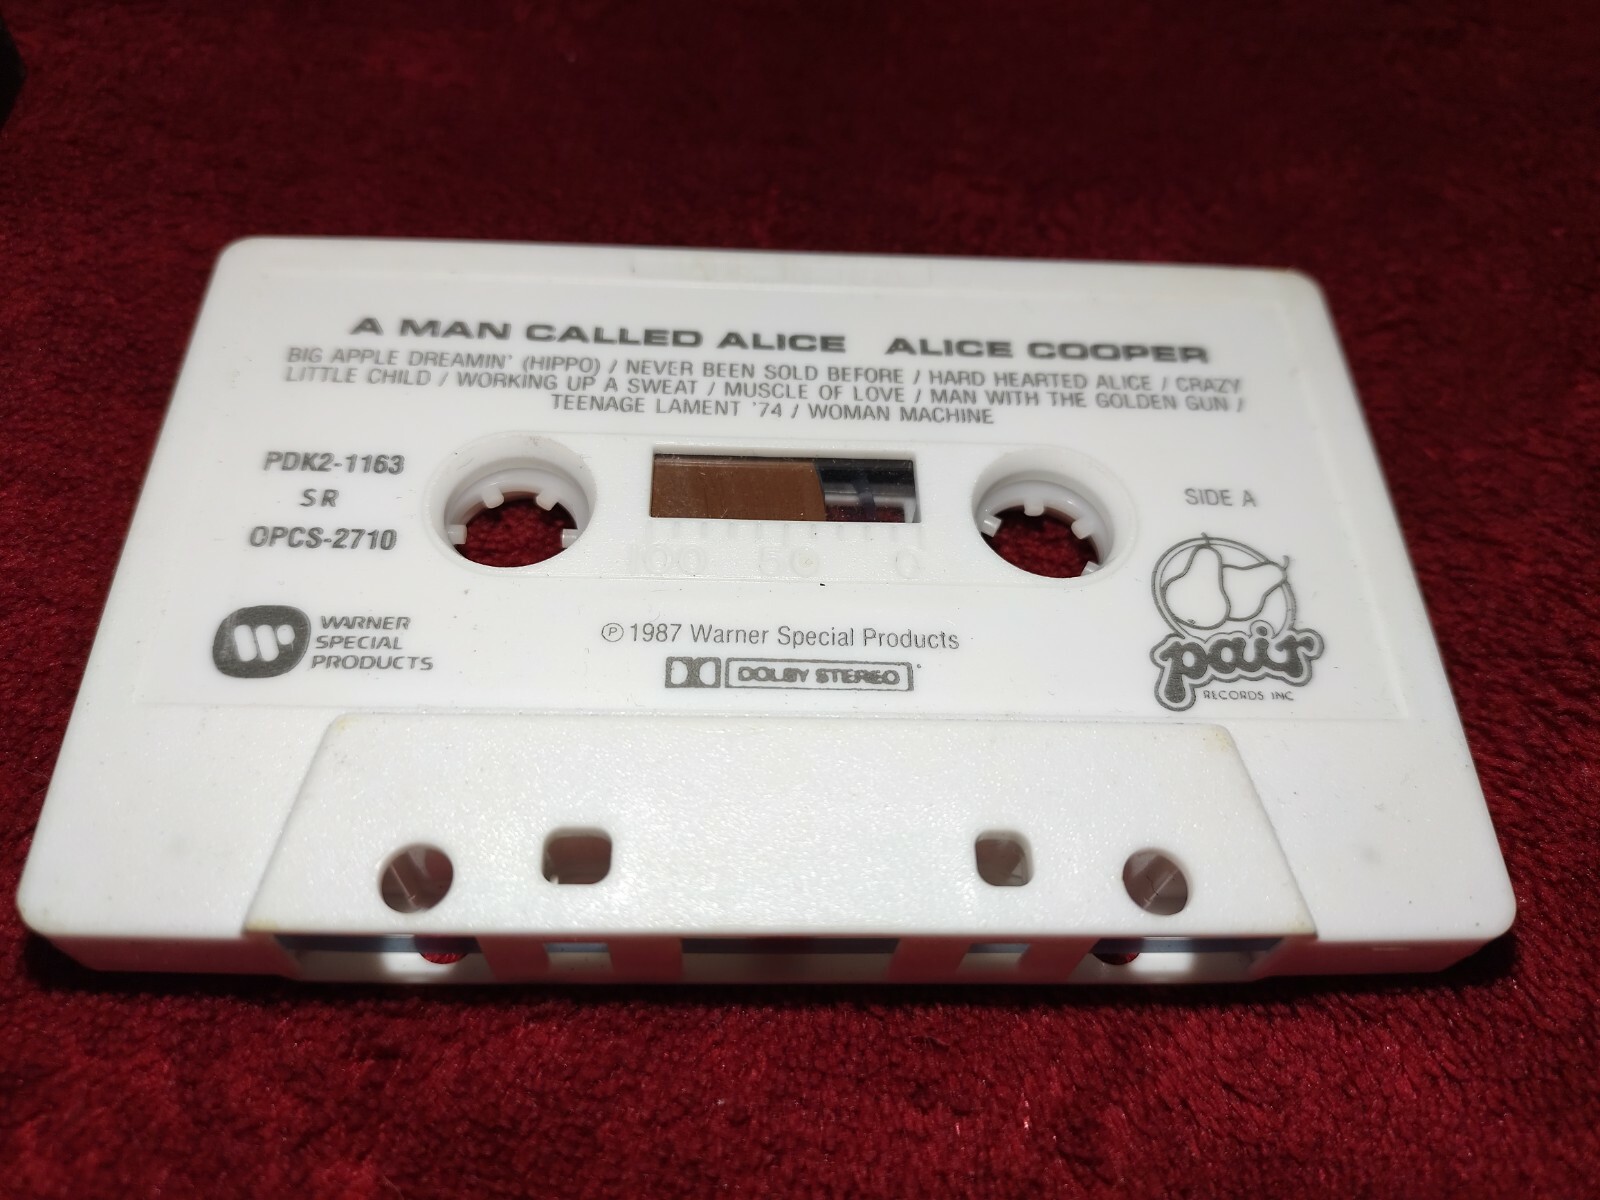 A MAN CALLED ALICE ALICE COOPER
BIG APPLE DREAMIN' (HIPPO) / NEVER BEEN SOLD BEFORE / HARD HEARTED ALICE / CRAZY
LITTLE CHILD / WORKING UP A SWEAT / MUSCLE OF LOVE / MAN WITH THE GOLDEN GUN /
TEENAGE LAMENT '74 / WOMAN MACHINE
PDK2-1163
SR
OPCS-2710
SIDE A
100 50 0
WARNER
SPECIAL
PRODUCTS
℗ 1987 Warner Special Products
DOLBY STEREO
pair
RECORDS INC